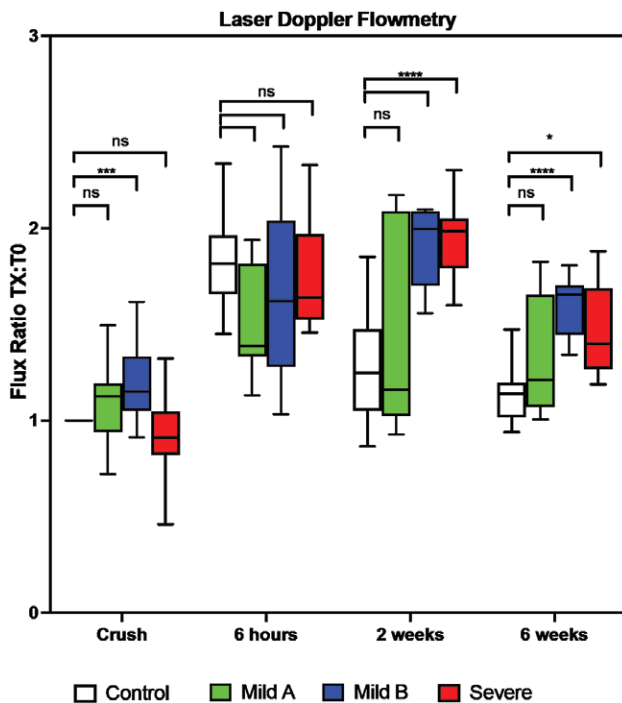 Laser Doppler Flowmetry
Flux Ratio TX:T0
3
2
1
0
ns
***
ns
ns
ns
****
ns
****
*
Crush 6 hours 2 weeks 6 weeks
Control Mild A Mild B Severe